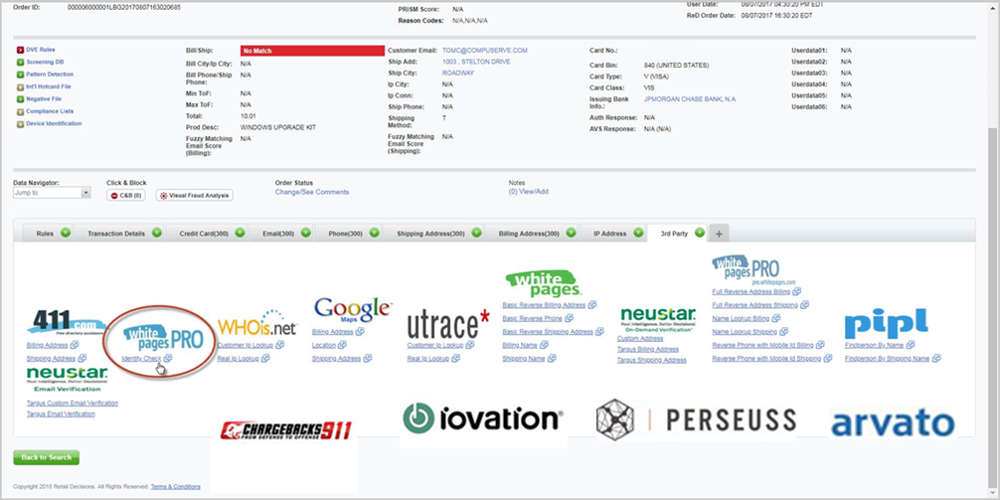 Order ID: 000006000001LBG20170807163020685
PRISM Score: N/A
Reason Codes: N/A,N/A,N/A
User Date: 08/07/2017 04:30:20 PM EDT
ReD Order Date: 08/07/2017 16:30:20 EDT
DVE Rules
Screening DB
Pattern Detection
Int'l Hotcard File
Negative File
Compliance Lists
Device Identification
Bill/Ship: No Match
Bill City/Ip City: N/A
Bill Phone/Ship Phone: N/A
Min ToF: N/A
Max ToF: N/A
Total: 10.01
Prod Desc: WINDOWS UPGRADE KIT
Fuzzy Matching Email Score (Billing): N/A
Customer Email: TOMC@COMPUSERVE.COM
Ship Add: 1003 , STELTON DRIVE
Ship City: ROADWAY
Ip City: N/A
Ip Conn: N/A
Ship Phone: N/A
Shipping Method: T
Fuzzy Matching Email Score (Shipping): N/A
Card No.:
Card Bin: 840 (UNITED STATES)
Card Type: V (VISA)
Card Class: VIS
Issuing Bank Info.: JPMORGAN CHASE BANK, N.A.
Auth Response: N/A
AVS Response: N/A (N/A)
Userdata01: N/A
Userdata02: N/A
Userdata03: N/A
Userdata04: N/A
Userdata05: N/A
Userdata06: N/A
Data Navigator:
Jump to:
Click & Block
C&B (0)
Visual Fraud Analysis
Order Status
Change/See Comments
Notes
(0) View/Add
Rules
Transaction Details
Credit Card(300)
Email(300)
Phone(300)
Shipping Address(300)
Billing Address(300)
IP Address
3rd Party
+
411.com
Billing Address
Shipping Address
neustar
Real Intelligence. Better Decisions.
Email Verification
Targus Custom Email Verification
Targus Email Verification
white pages PRO
Identity Check
WHOis.net
Customer Ip Lookup
Real Ip Lookup
Google Maps
Billing Address
Location
Shipping Address
utrace*
Customer Ip Lookup
Real Ip Lookup
white pages
Basic Reverse Address Billing
Basic Reverse Phone
Basic Reverse Shipping Address
Billing Name
Shipping Name
neustar
Real Intelligence. Better Decisions.
On-Demand Verification
Custom Address
Targus Billing Address
Targus Shipping Address
white pages PRO
pro.whitepages.com
Full Reverse Address Billing
Full Reverse Shipping Address
Name Lookup Billing
Name Lookup Shipping
Reverse Phone with Mobile Id Billing
Reverse Phone with Mobile Id Shipping
pipl
Findperson By Name
Findperson By Shipping Name
CHARGEBACKS911
FROM DEFENSE TO OFFENSE
iovation
PERSEUSS
arvato
Back to Search
Copyright 2016 Retail Decisions. All Rights Reserved. Terms & Conditions